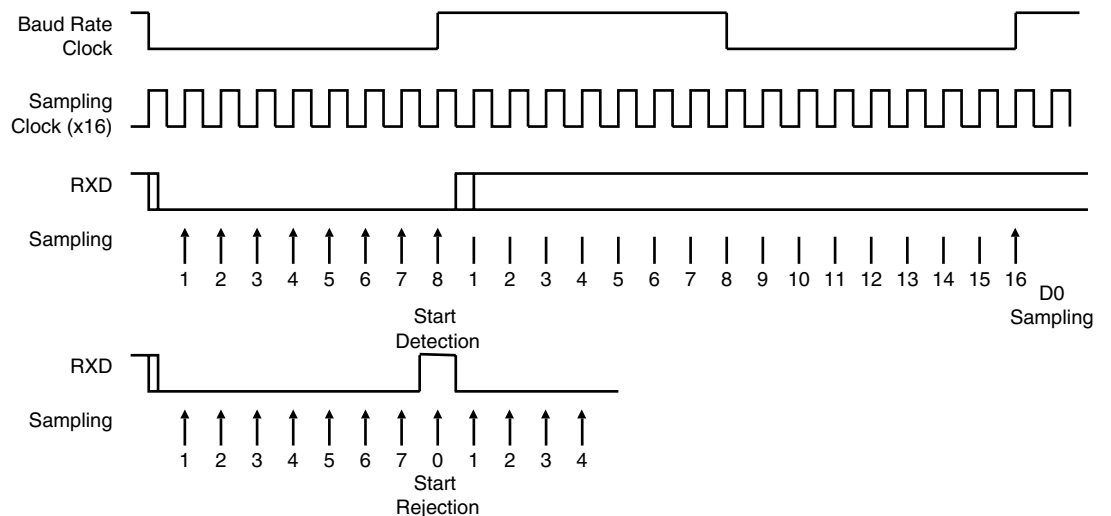 Baud Rate
Clock
Sampling
Clock (x16)
RXD
Sampling
1 2 3 4 5 6 7 8 1 2 3 4 5 6 7 8 9 10 11 12 13 14 15 16
D0
Sampling
Start
Detection
RXD
Sampling
1 2 3 4 5 6 7 0 1 2 3 4
Start
Rejection